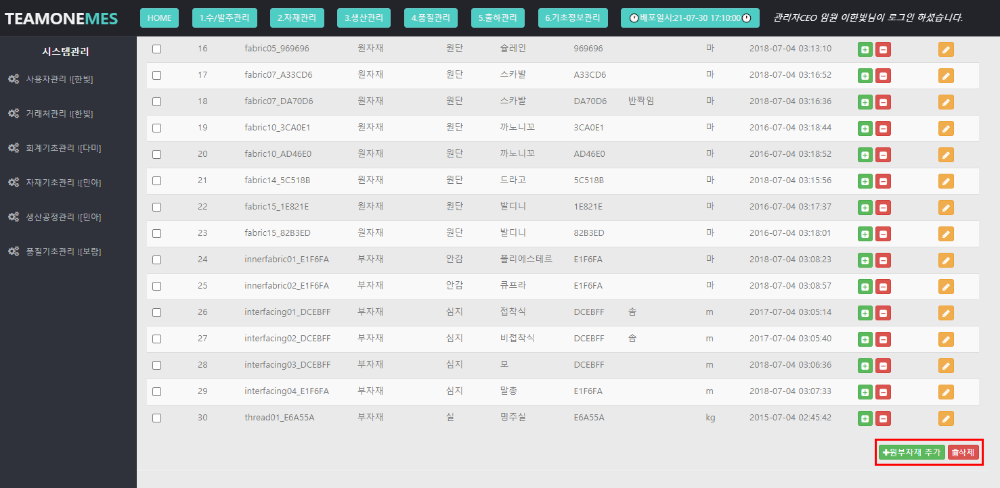 TEAMONEMES HOME 1.수/발주관리 2.자재관리 3.생산관리 4.품질관리 5.출하관리 6.기초정보관리 배포일시:21-07-30 17:10:00 관리자CEO 임원 이한빛님이 로그인 하셨습니다.
시스템관리
사용자관리 ![한빛]
거래처관리 ![한빛]
회계기초관리 ![다미]
자재기초관리 ![민아]
생산공정관리 ![민아]
품질기초관리 ![보람]
16 fabric05_969696 원자재 원단 슐레인 969696 마 2018-07-04 03:13:10
17 fabric07_A33CD6 원자재 원단 스카발 A33CD6 마 2018-07-04 03:16:52
18 fabric07_DA70D6 원자재 원단 스카발 DA70D6 반짝임 마 2018-07-04 03:16:36
19 fabric10_3CA0E1 원자재 원단 까노니꼬 3CA0E1 마 2016-07-04 03:18:44
20 fabric10_AD46E0 원자재 원단 까노니꼬 AD46E0 마 2016-07-04 03:18:52
21 fabric14_5C518B 원자재 원단 드라고 5C518B 마 2018-07-04 03:15:56
22 fabric15_1E821E 원자재 원단 발디니 1E821E 마 2016-07-04 03:17:37
23 fabric15_82B3ED 원자재 원단 발디니 82B3ED 마 2016-07-04 03:18:01
24 innerfabric01_E1F6FA 부자재 안감 폴리에스테르 E1F6FA 마 2018-07-04 03:08:23
25 innerfabric02_E1F6FA 부자재 안감 큐프라 E1F6FA 마 2018-07-04 03:08:57
26 interfacing01_DCEBFF 부자재 심지 접착식 DCEBFF 솜 m 2017-07-04 03:05:14
27 interfacing02_DCEBFF 부자재 심지 비접착식 DCEBFF 솜 m 2017-07-04 03:05:40
28 interfacing03_DCEBFF 부자재 심지 모 DCEBFF m 2018-07-04 03:06:36
29 interfacing04_E1F6FA 부자재 심지 말총 E1F6FA m 2018-07-04 03:07:33
30 thread01_E6A55A 부자재 실 명주실 E6A55A kg 2015-07-04 02:45:42
원부자재 추가 삭제